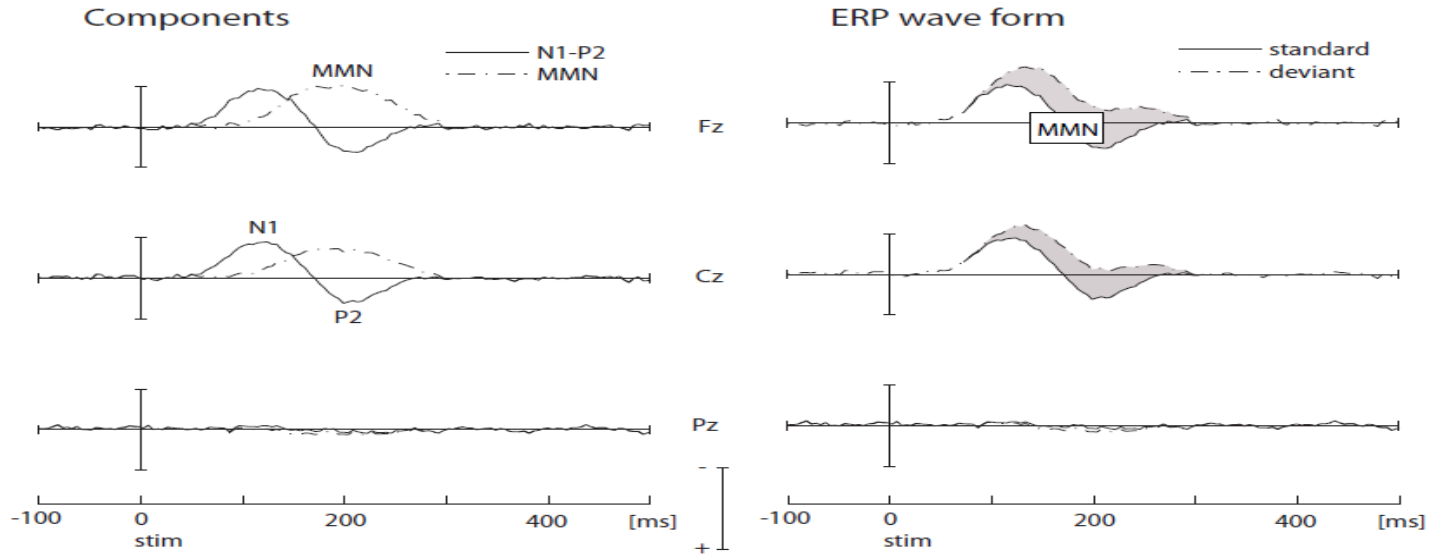 Components
ERP wave form
N1-P2
MMN
MMN
standard
deviant
MMN
Fz
N1
P2
Cz
Pz
-
+
-100 0 200 400 [ms]
stim
-100 0 200 400 [ms]
stim